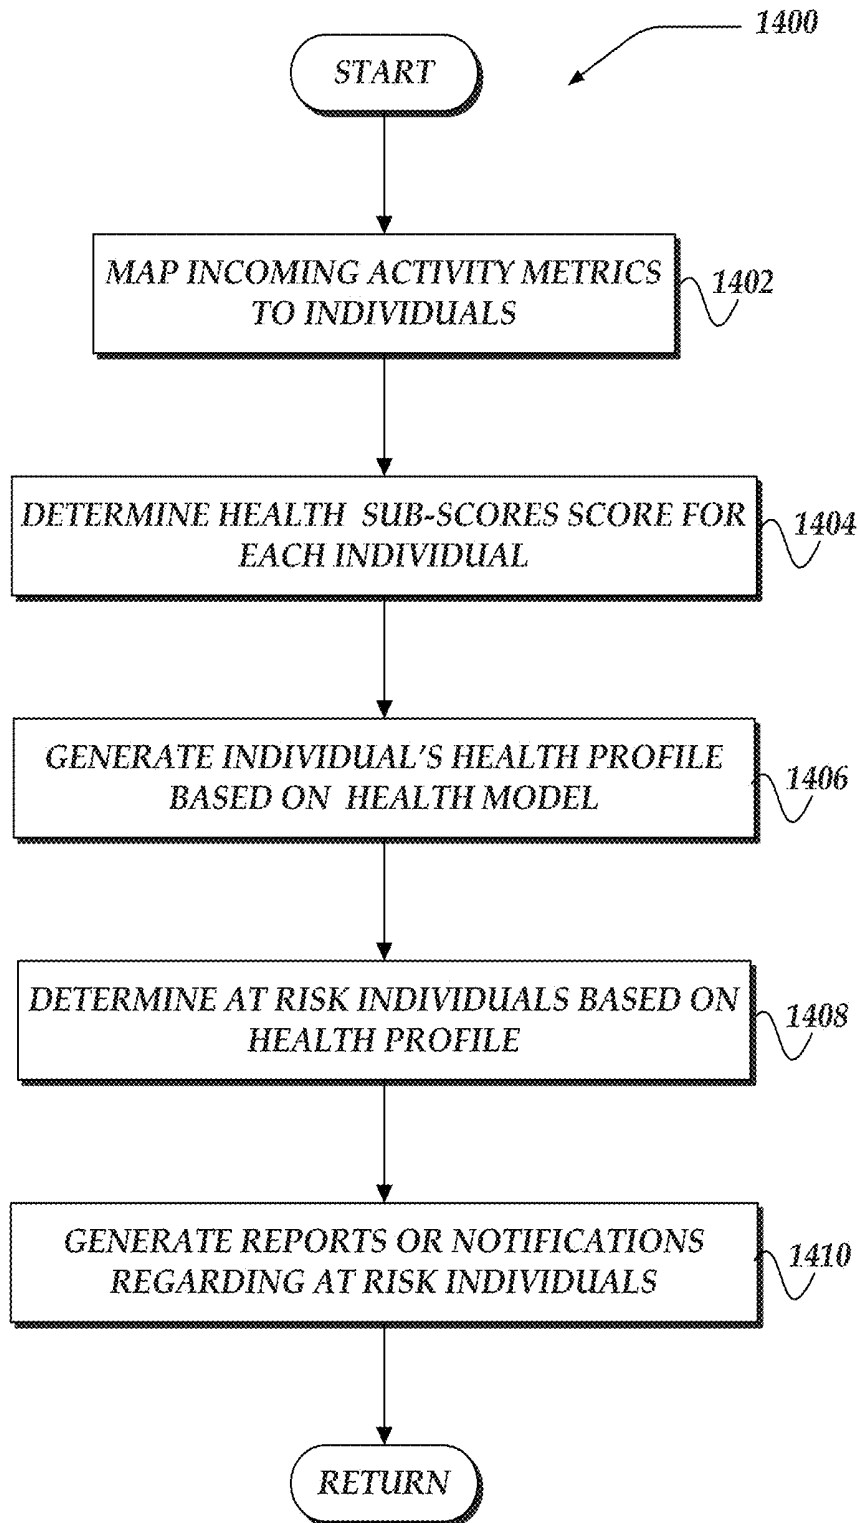 1400
START
MAP INCOMING ACTIVITY METRICS
TO INDIVIDUALS
1402
DETERMINE HEALTH SUB-SCORES SCORE FOR
EACH INDIVIDUAL
1404
GENERATE INDIVIDUAL'S HEALTH PROFILE
BASED ON HEALTH MODEL
1406
DETERMINE AT RISK INDIVIDUALS BASED ON
HEALTH PROFILE
1408
GENERATE REPORTS OR NOTIFICATIONS
REGARDING AT RISK INDIVIDUALS
1410
RETURN